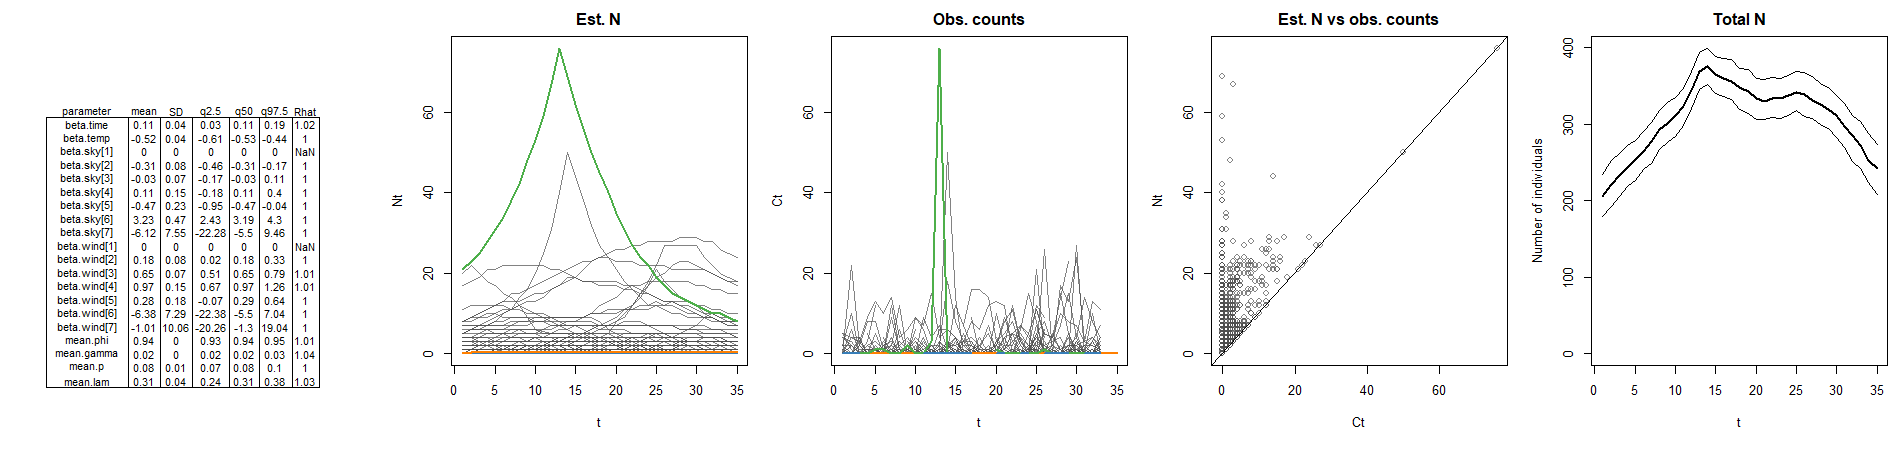 parameter mean SD q2.5 q50 q97.5 Rhat
beta.time 0.11 0.04 0.03 0.11 0.19 1.02
beta.temp -0.52 0.04 -0.61 -0.53 -0.44 1
beta.sky[1] 0 0 0 0 0 NaN
beta.sky[2] -0.31 0.08 -0.46 -0.31 -0.17 1
beta.sky[3] -0.03 0.07 -0.17 -0.03 0.11 1
beta.sky[4] 0.11 0.15 -0.18 0.11 0.4 1
beta.sky[5] -0.47 0.23 -0.95 -0.47 -0.04 1
beta.sky[6] 3.23 0.47 2.43 3.19 4.3 1
beta.sky[7] -6.12 7.55 -22.28 -5.5 9.46 1
beta.wind[1] 0 0 0 0 0 NaN
beta.wind[2] 0.18 0.08 0.02 0.18 0.33 1
beta.wind[3] 0.65 0.07 0.51 0.65 0.79 1.01
beta.wind[4] 0.97 0.15 0.67 0.97 1.26 1.01
beta.wind[5] 0.28 0.18 -0.07 0.29 0.64 1
beta.wind[6] -6.38 7.29 -22.38 -5.5 7.04 1
beta.wind[7] -1.01 10.06 -20.26 -1.3 19.04 1
mean.phi 0.94 0 0.93 0.94 0.95 1.01
mean.gamma 0.02 0 0.02 0.02 0.03 1.04
mean.p 0.08 0.01 0.07 0.08 0.1 1
mean.lam 0.31 0.04 0.24 0.31 0.38 1.03
Est. N
Nt
60
40
20
0
0 5 10 15 20 25 30 35
t
Obs. counts
Ct
60
40
20
0
0 5 10 15 20 25 30 35
t
Est. N vs obs. counts
Nt
60
40
20
0
0 20 40 60
Ct
Total N
Number of individuals
400
300
200
100
0
0 5 10 15 20 25 30 35
t